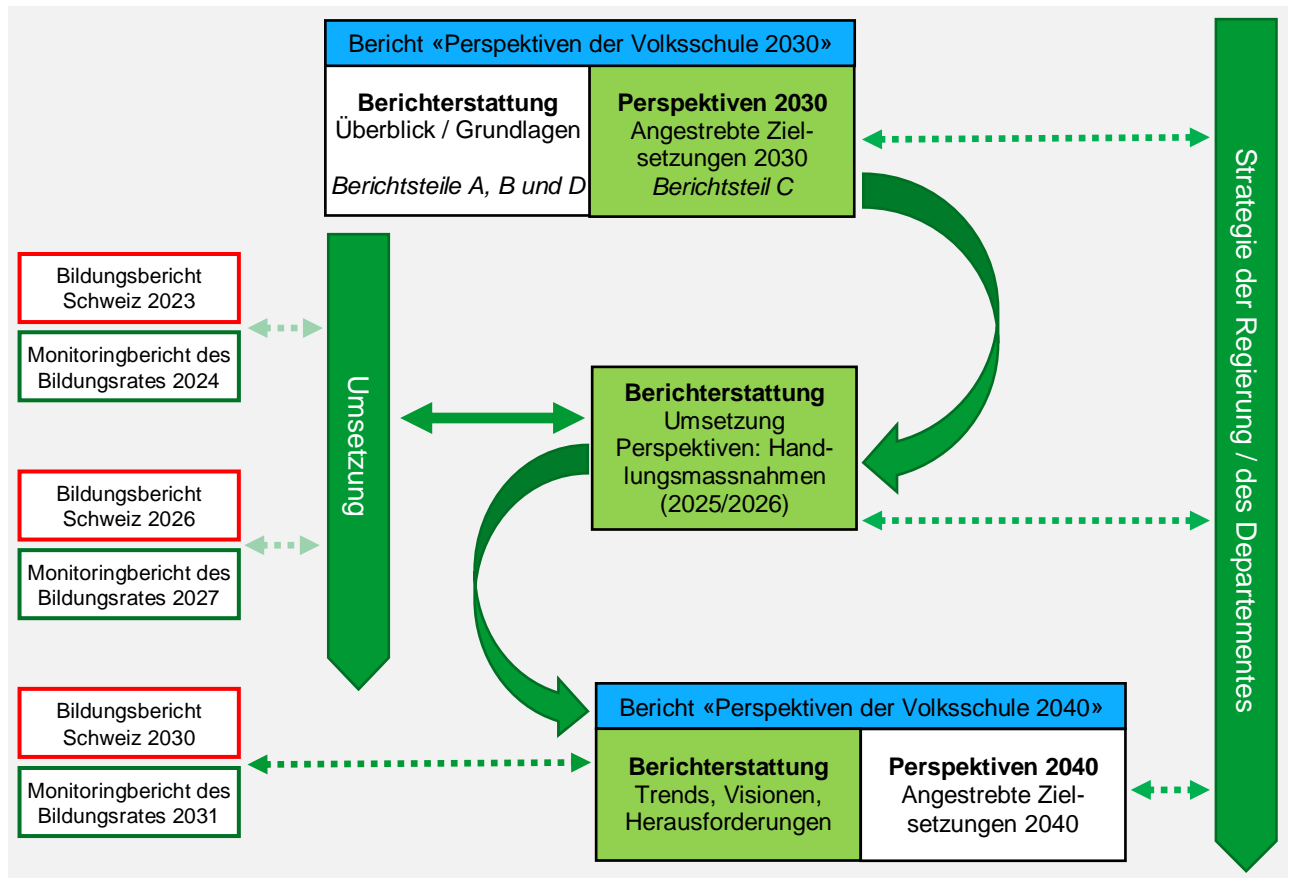 Bericht «Perspektiven der Volksschule 2030»
Berichterstattung
Überblick / Grundlagen
Berichtsteile A, B und D
Perspektiven 2030
Angestrebte Ziel-
setzungen 2030
Berichtsteil C
Bildungsbericht
Schweiz 2023
Monitoringbericht des
Bildungsrates 2024
Umsetzung
Berichterstattung
Umsetzung
Perspektiven: Hand-
lungsmassnahmen
(2025/2026)
Strategie der Regierung / des Departementes
Bildungsbericht
Schweiz 2026
Monitoringbericht des
Bildungsrates 2027
Bildungsbericht
Schweiz 2030
Monitoringbericht des
Bildungsrates 2031
Bericht «Perspektiven der Volksschule 2040»
Berichterstattung
Trends, Visionen,
Herausforderungen
Perspektiven 2040
Angestrebte Ziel-
setzungen 2040